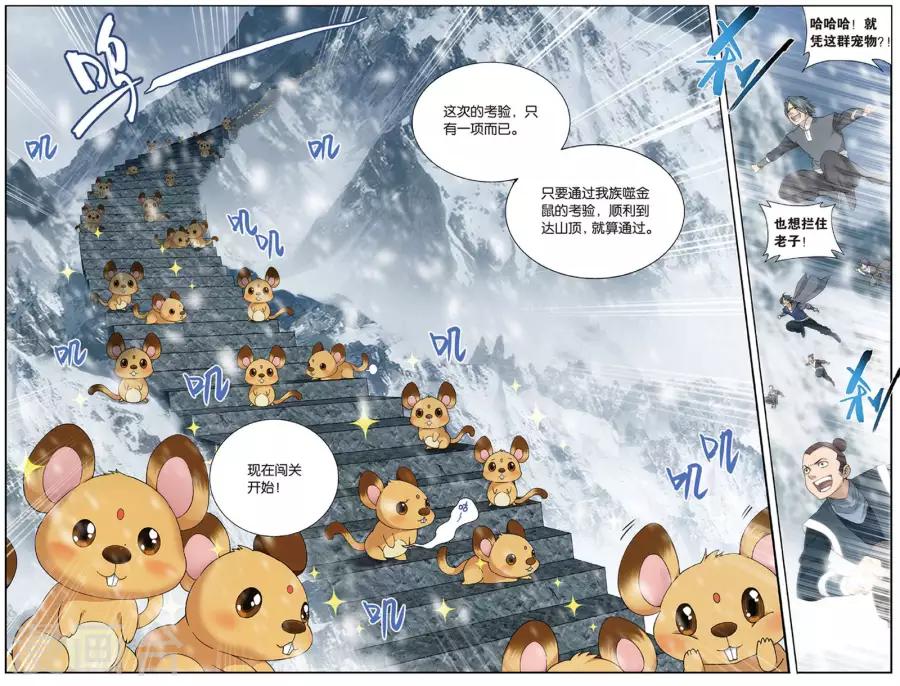 呜
这次的考验，只
有一项而已。
只要通过我族噬金
鼠的考验，顺利到
达山顶，就算通过。
叽
叽
叽
叽
叽
叽
叽
现在闯关
开始！
叽
叽
叽
哈哈哈！就
凭这群宠物?!
杀
也想拦住
老子！
杀